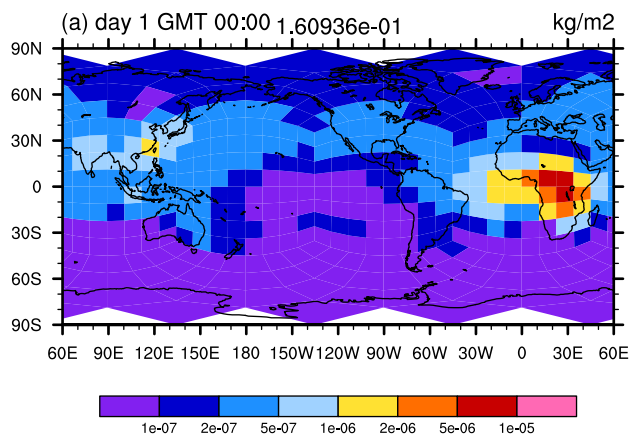 (a) day 1 GMT 00:00 1.60936e-01 kg/m2
90N
60N
30N
0
30S
60S
90S
60E 90E 120E 150E 180 150W 120W 90W 60W 30W 0 30E 60E
1e-07 2e-07 5e-07 1e-06 2e-06 5e-06 1e-05